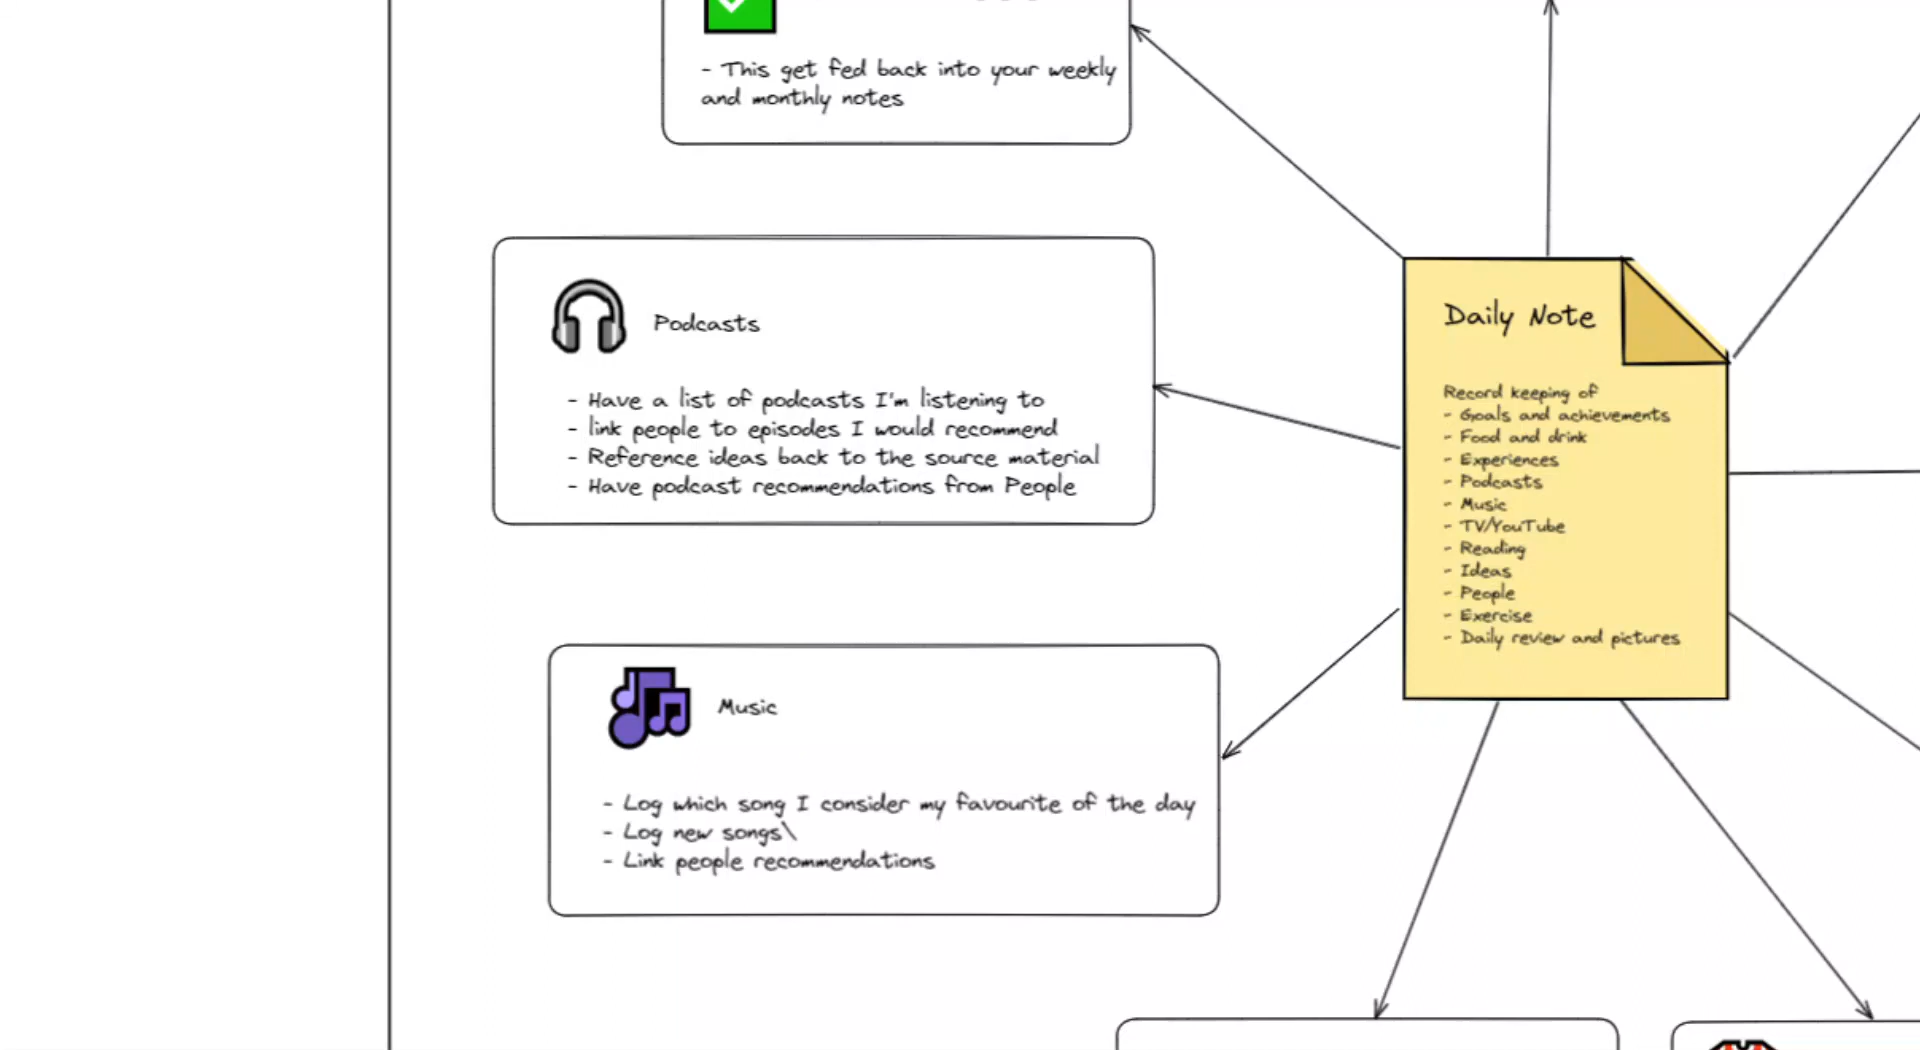 - This get fed back into your weekly
and monthly notes
Podcasts
- Have a list of podcasts I'm listening to
- link people to episodes I would recommend
- Reference ideas back to the source material
- Have podcast recommendations from People
Music
- Log which song I consider my favourite of the day
- Log new songs\
- Link people recommendations
Daily Note
Record keeping of
- Goals and achievements
- Food and drink
- Experiences
- Podcasts
- Music
- TV/YouTube
- Reading
- Ideas
- People
- Exercise
- Daily review and pictures